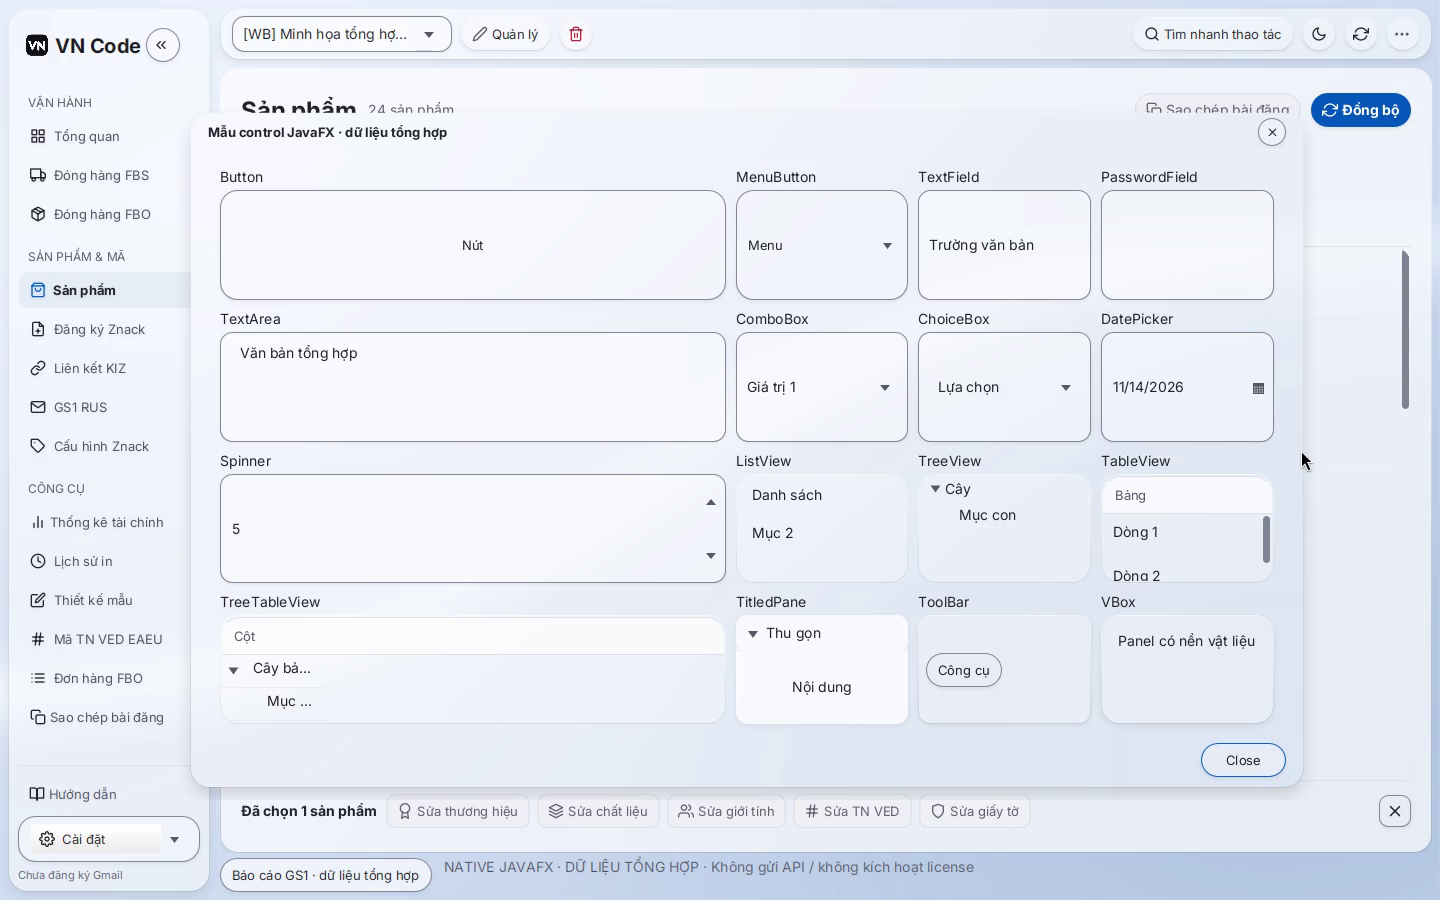 VN VN Code
VẬN HÀNH
Tổng quan
Đóng hàng FBS
Đóng hàng FBO
SẢN PHẨM & MÃ
Sản phẩm
Đăng ký Znack
Liên kết KIZ
GS1 RUS
Cấu hình Znack
CÔNG CỤ
Thống kê tài chính
Lịch sử in
Thiết kế mẫu
Mã TN VED EAEU
Đơn hàng FBO
Sao chép bài đăng
Hướng dẫn
Cài đặt
Chưa đăng ký Gmail
[WB] Minh họa tổng hợ...
Quản lý
Tìm nhanh thao tác
Sản phẩm 24 sản phẩm
Sao chép bài đăng
Đồng bộ
Mẫu control JavaFX · dữ liệu tổng hợp
Button
Nút
MenuButton
Menu
TextField
Trường văn bản
PasswordField
TextArea
Văn bản tổng hợp
ComboBox
Giá trị 1
ChoiceBox
Lựa chọn
DatePicker
11/14/2026
Spinner
5
ListView
Danh sách
Mục 2
TreeView
Cây
Mục con
TableView
Bảng
Dòng 1
Dòng 2
TreeTableView
Cột
Cây bả...
Mục ...
TitledPane
Thu gọn
Nội dung
ToolBar
Công cụ
VBox
Panel có nền vật liệu
Close
Đã chọn 1 sản phẩm
Sửa thương hiệu
Sửa chất liệu
Sửa giới tính
Sửa TN VED
Sửa giấy tờ
Báo cáo GS1 · dữ liệu tổng hợp
NATIVE JAVAFX · DỮ LIỆU TỔNG HỢP · Không gửi API / không kích hoạt license